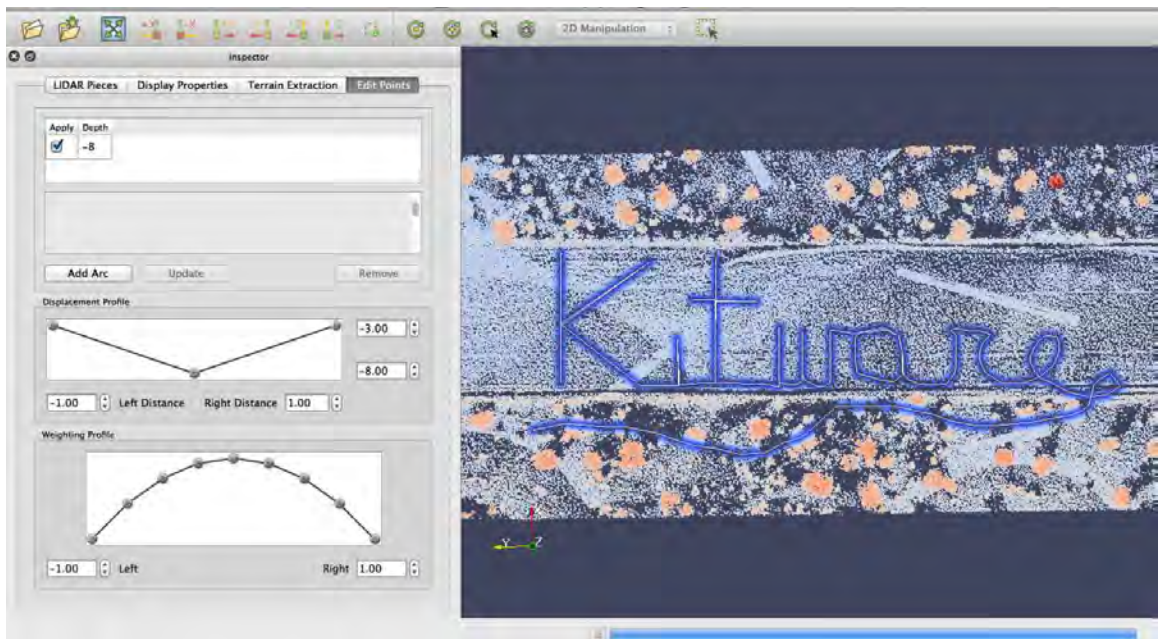 2D Manipulation
Inspector
LIDAR Pieces Display Properties Terrain Extraction Edit Points
Apply Depth
-8
Add Arc Update Remove
Displacement Profile
-3.00
-8.00
-1.00 Left Distance Right Distance 1.00
Weighting Profile
-1.00 Left Right 1.00
Kitware
Y Z